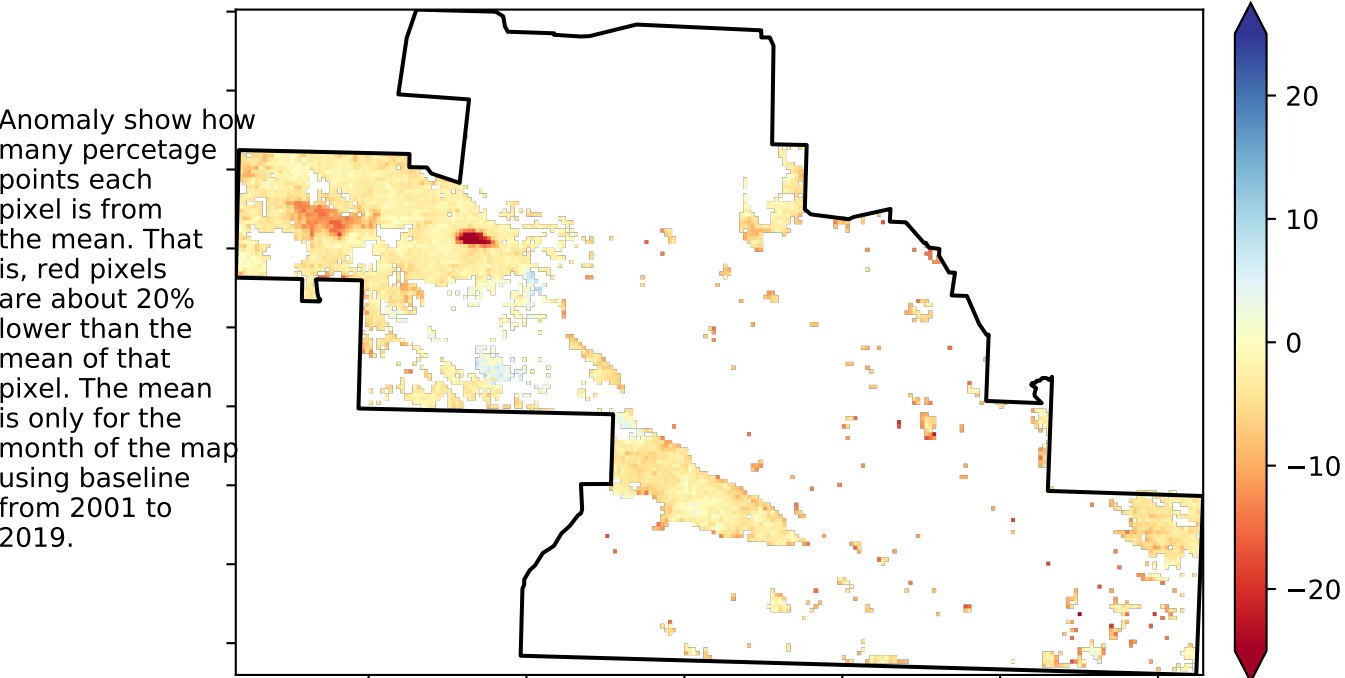 Anomaly show how
many percetage
points each
pixel is from
the mean. That
is, red pixels
are about 20%
lower than the
mean of that
pixel. The mean
is only for the
month of the map
using baseline
from 2001 to
2019.
20
10
0
−10
−20